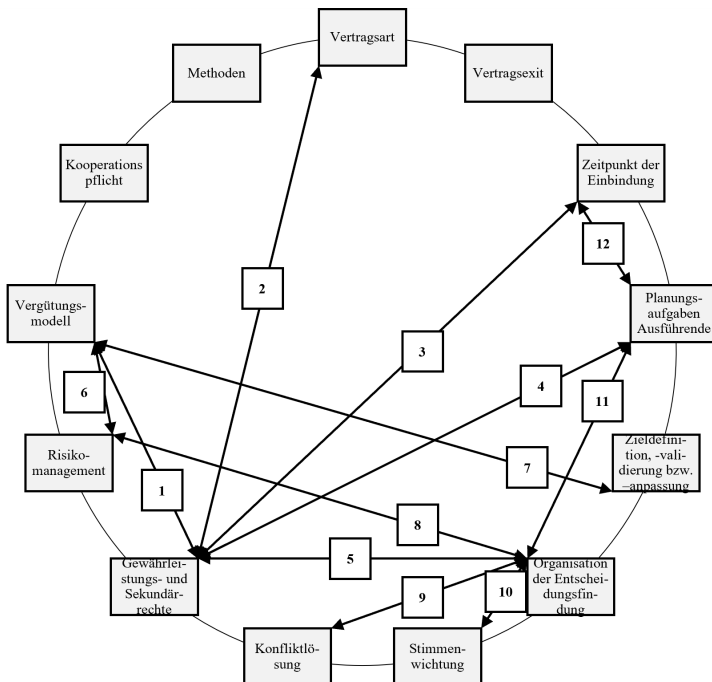 Vertragsart
Methoden
Vertragsexit
Kooperations
pflicht
Zeitpunkt der
Einbindung
12
2
Vergütungs-
modell
Planungs-
aufgaben
Ausführende
3
6
4
11
Risiko-
management
Zieldefini-
tion, -vali-
dierung bzw.
–anpassung
7
1
8
5
Gewährlei-
stungs- und
Sekundär-
rechte
Organisation
der Entschei-
dungsfin-
dung
10
9
Konfliktlö-
sung
Stimmen-
wichtung